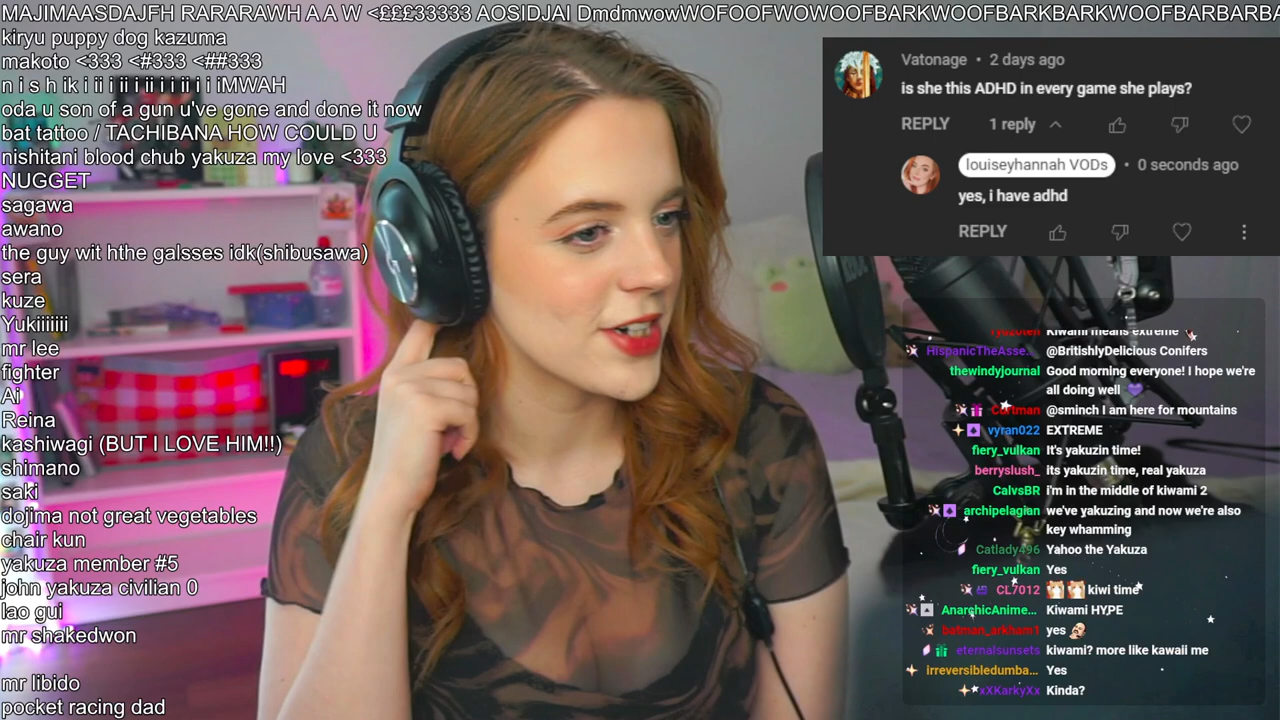 MAJIMAASDAJFH RARARAWH A A W <£££33333 AOSIDJAI DmdmwowWOFOOFWOWOOFBARKWOOFBARKBARKWOOFBARBARBA
kiryu puppy dog kazuma
makoto <333 <#333 <##333
n i s h ik i ii i ii i i ii i i ii i i iMWAH
oda u son of a gun u've gone and done it now
bat tattoo / TACHIBANA HOW COULD U
nishitani blood chub yakuza my love <333
NUGGET
sagawa
awano
the guy wit hthe galsses idk(shibusawa)
sera
kuze
Yukiiiiiii
mr lee
fighter
Ai
Reina
kashiwagi (BUT I LOVE HIM!!)
shimano
saki
dojima not great vegetables
chair kun
yakuza member #5
john yakuza civilian 0
lao gui
mr shakedwon
mr libido
pocket racing dad
Vatonage • 2 days ago
is she this ADHD in every game she plays?
REPLY 1 reply
louiseyhannah VODs • 0 seconds ago
yes, i have adhd
REPLY
Kiwami means extreme
HispanicTheAsse... @BritishlyDelicious Conifers
thewindyjournal Good morning everyone! I hope we're
all doing well
Cartman @sminch I am here for mountains
vyran022 EXTREME
fiery_vulkan It's yakuzin time!
berryslush_ its yakuzin time, real yakuza
CalvsBR i'm in the middle of kiwami 2
archipelagian we've yakuzing and now we're also
key whamming
Catlady496 Yahoo the Yakuza
fiery_vulkan Yes
CL7012 kiwi time
AnarchicAnime... Kiwami HYPE
batman_arkham1 yes
eternalsunsets kiwami? more like kawaii me
irreversibledumba... Yes
xXKarkyXx Kinda?